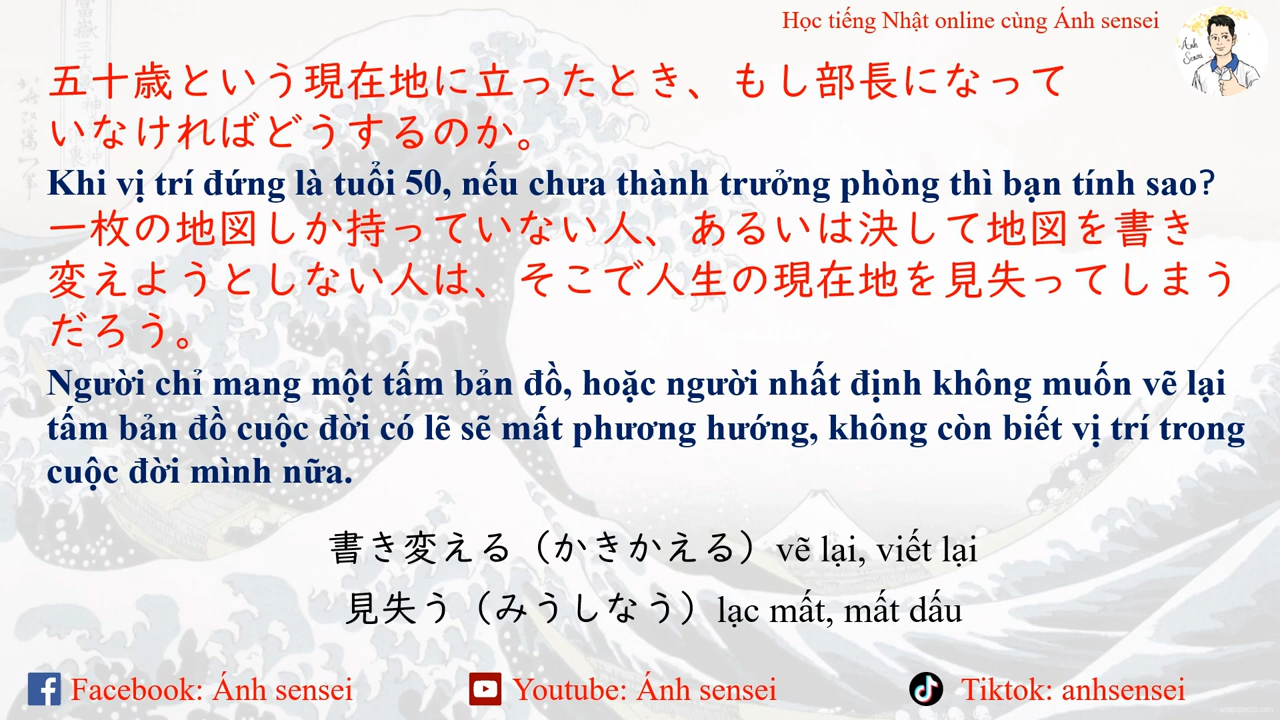 Học tiếng Nhật online cùng Ánh sensei
Ánh
Sensei
五十歳という現在地に立ったとき、もし部長になって
いなければどうするのか。
Khi vị trí đứng là tuổi 50, nếu chưa thành trưởng phòng thì bạn tính sao?
一枚の地図しか持っていない人、あるいは決して地図を書き
変えようとしない人は、そこで人生の現在地を見失ってしまう
だろう。
Người chỉ mang một tấm bản đồ, hoặc người nhất định không muốn vẽ lại
tấm bản đồ cuộc đời có lẽ sẽ mất phương hướng, không còn biết vị trí trong
cuộc đời mình nữa.
書き変える（かきかえる）vẽ lại, viết lại
見失う（みうしなう）lạc mất, mất dấu
Facebook: Ánh sensei
Youtube: Ánh sensei
Tiktok: anhsensei